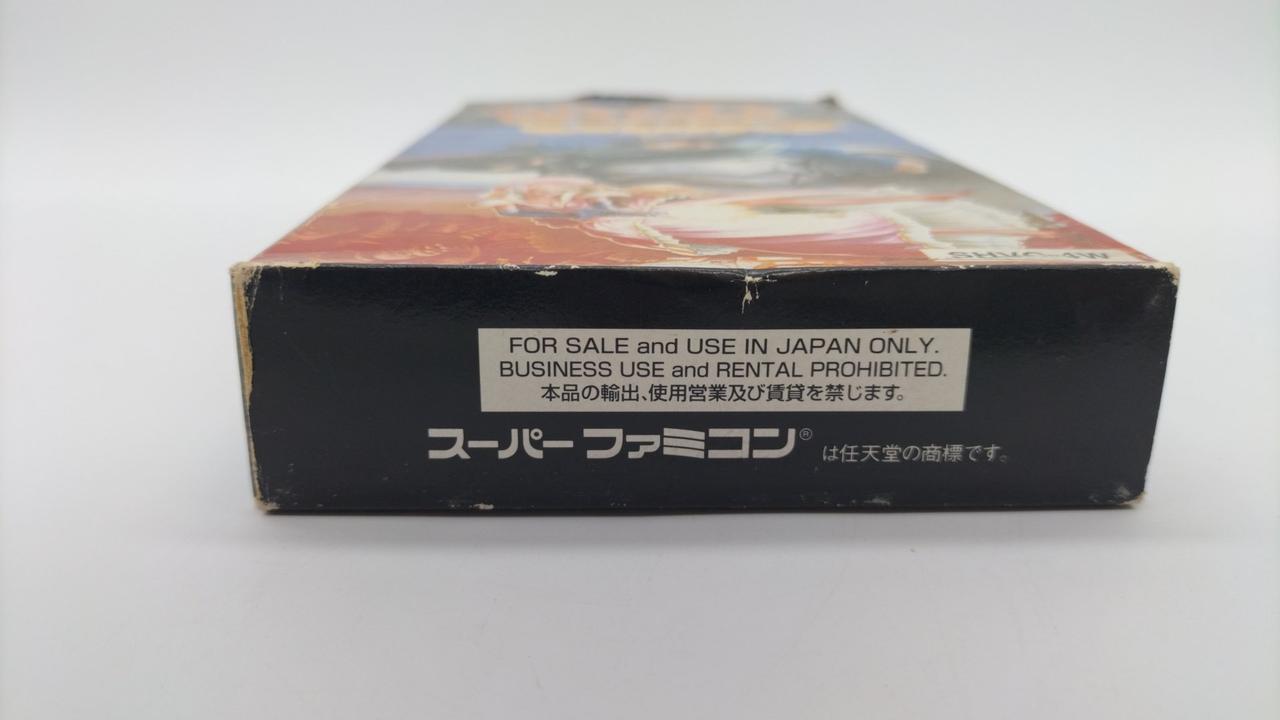 FOR SALE and USE IN JAPAN ONLY.
BUSINESS USE and RENTAL PROHIBITED.
本品の輸出、使用営業及び賃貸を禁じます。
スーパーファミコン® は任天堂の商標です。